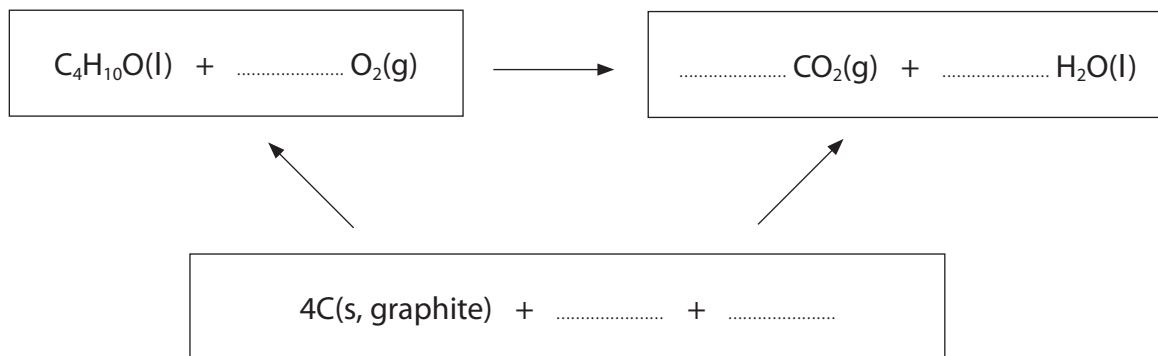 C₄H₁₀O(l) + ..................... O₂(g)
..................... CO₂(g) + ..................... H₂O(l)
4C(s, graphite) + ..................... + .....................